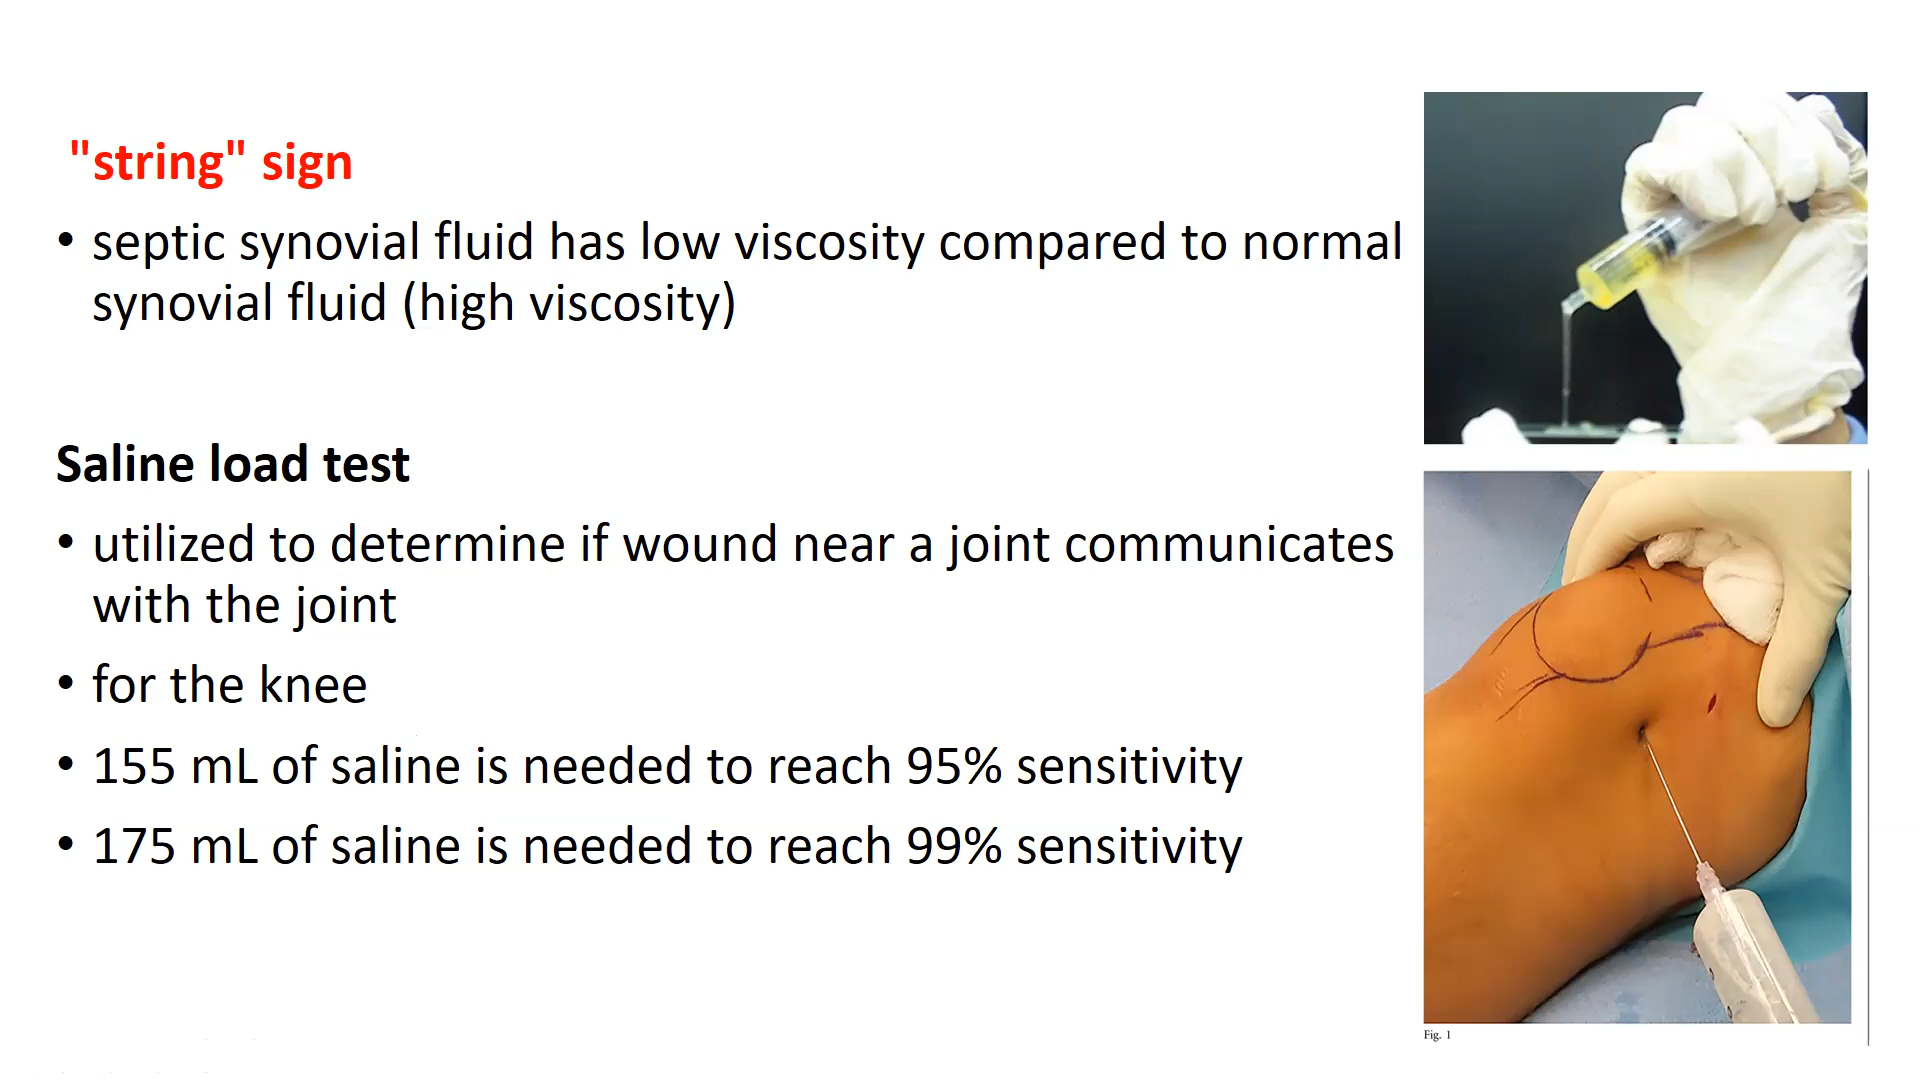 "string" sign
• septic synovial fluid has low viscosity compared to normal
synovial fluid (high viscosity)
Saline load test
• utilized to determine if wound near a joint communicates
with the joint
• for the knee
• 155 mL of saline is needed to reach 95% sensitivity
• 175 mL of saline is needed to reach 99% sensitivity
Fig. 1